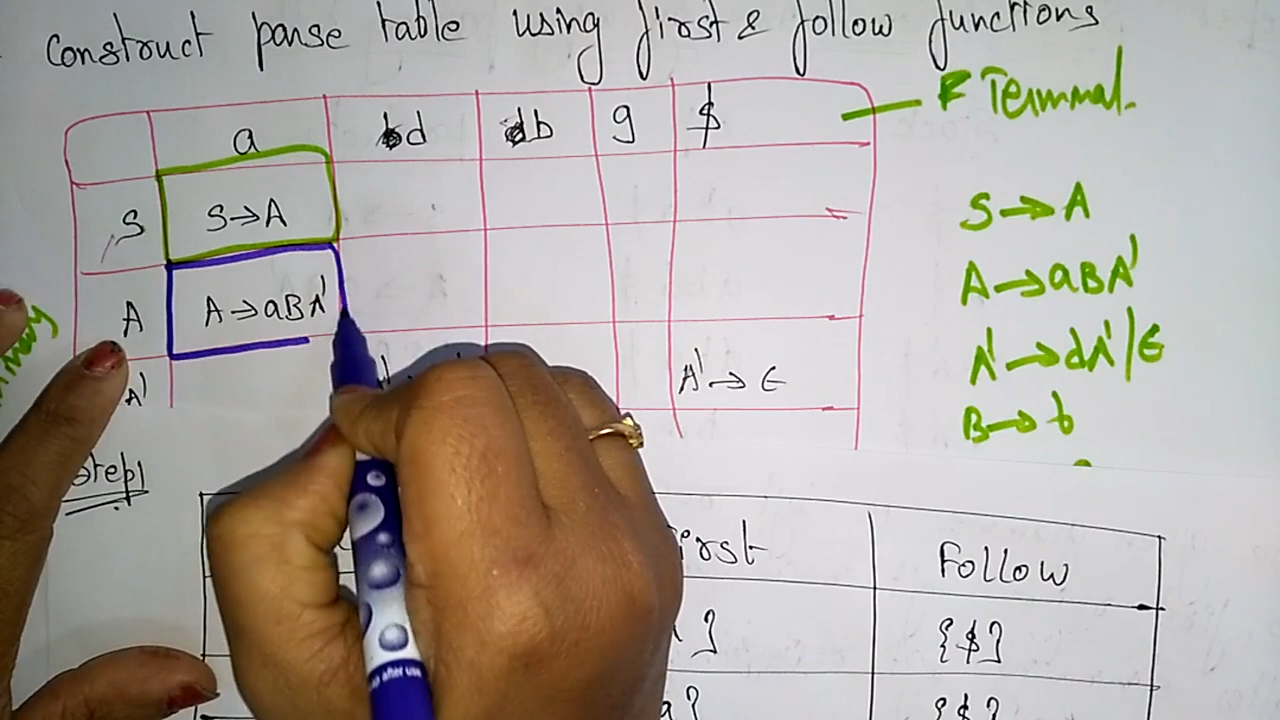 Construct parse table using first & follow functions
a d b g $
Terminal.
S S→A
A A→aBA'
A' A'→ϵ
S→A
A→aBA'
A'→dA'/ϵ
B→b
Step1
Follow
{$}
{$}